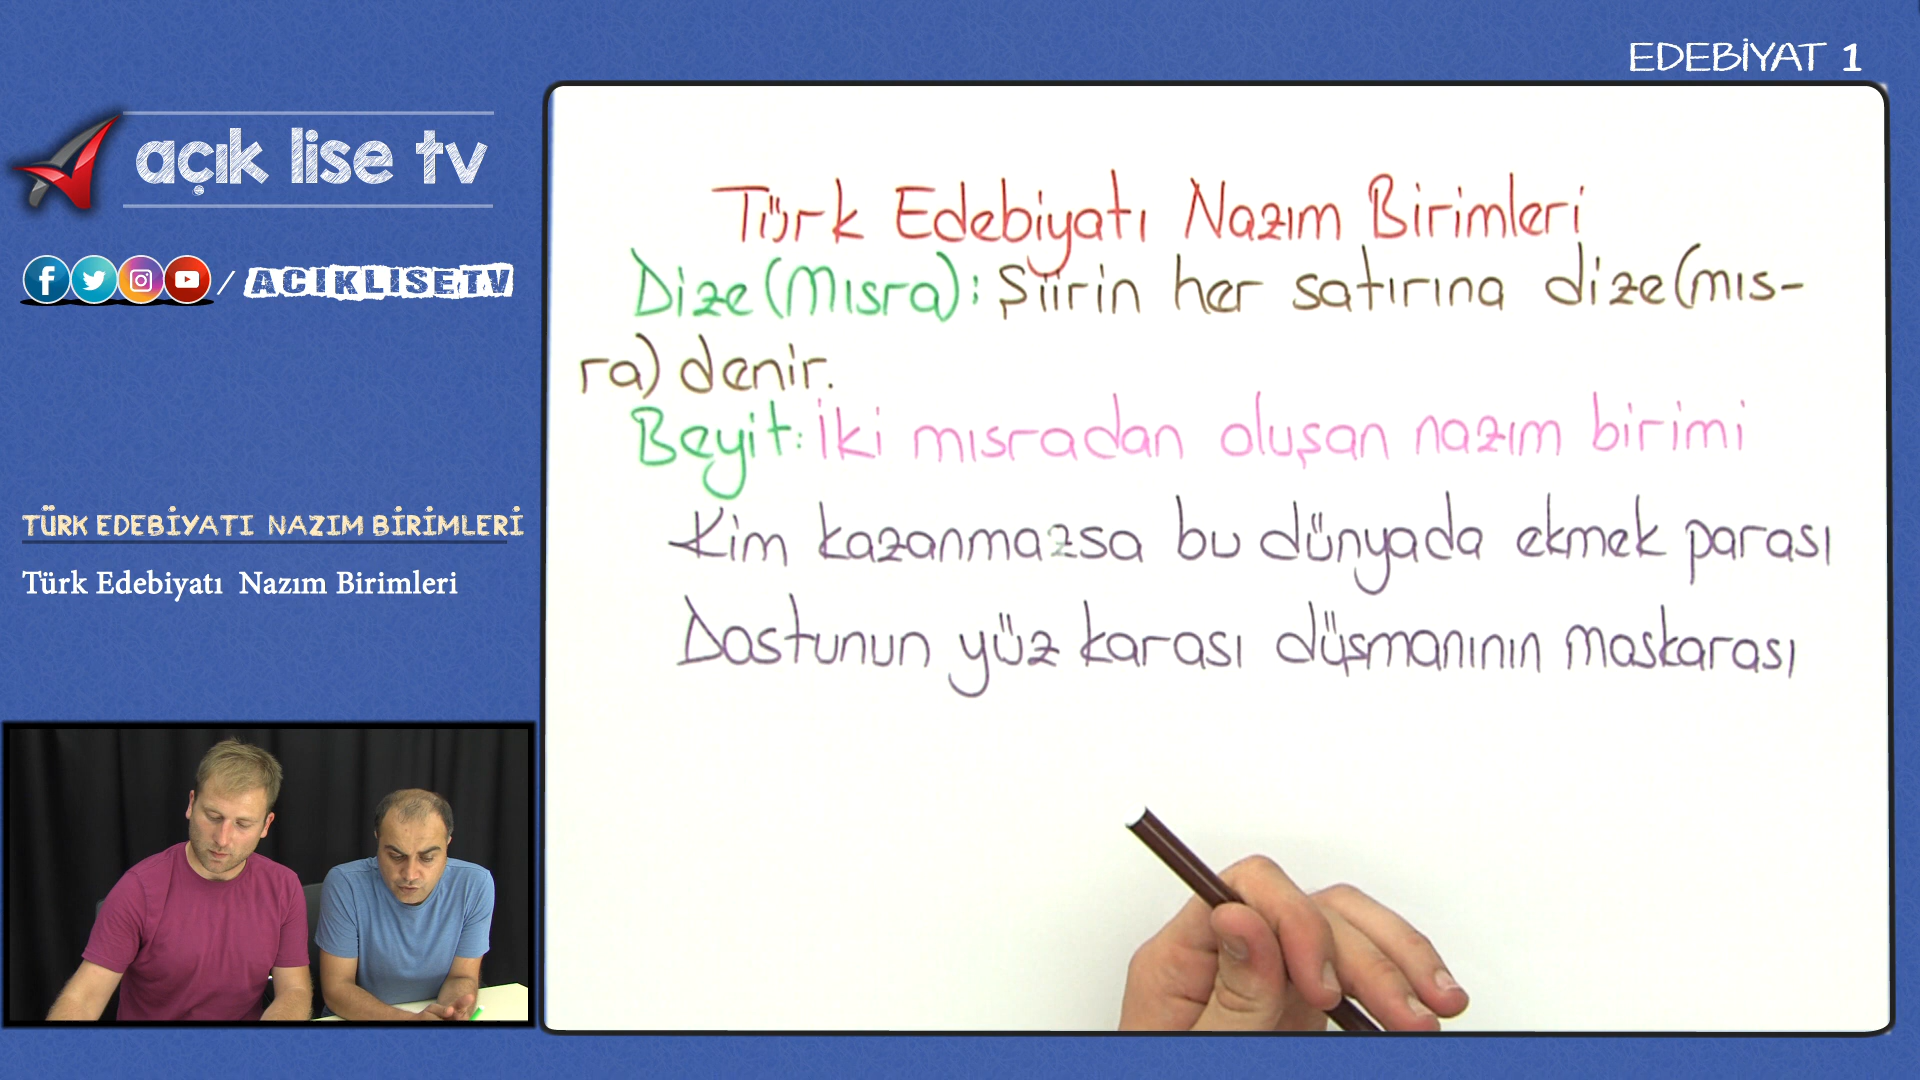 EDEBİYAT 1
açık lise tv
/ ACIKLISETV
TÜRK EDEBİYATI NAZIM BİRİMLERİ
Türk Edebiyatı Nazım Birimleri
Türk Edebiyatı Nazım Birimleri
Dize (Mısra): Şiirin her satırına dize (mıs-
ra) denir.
Beyit: İki mısradan oluşan nazım birimi
Kim kazanmazsa bu dünyada ekmek parası
Dostunun yüz karası düşmanının maskarası